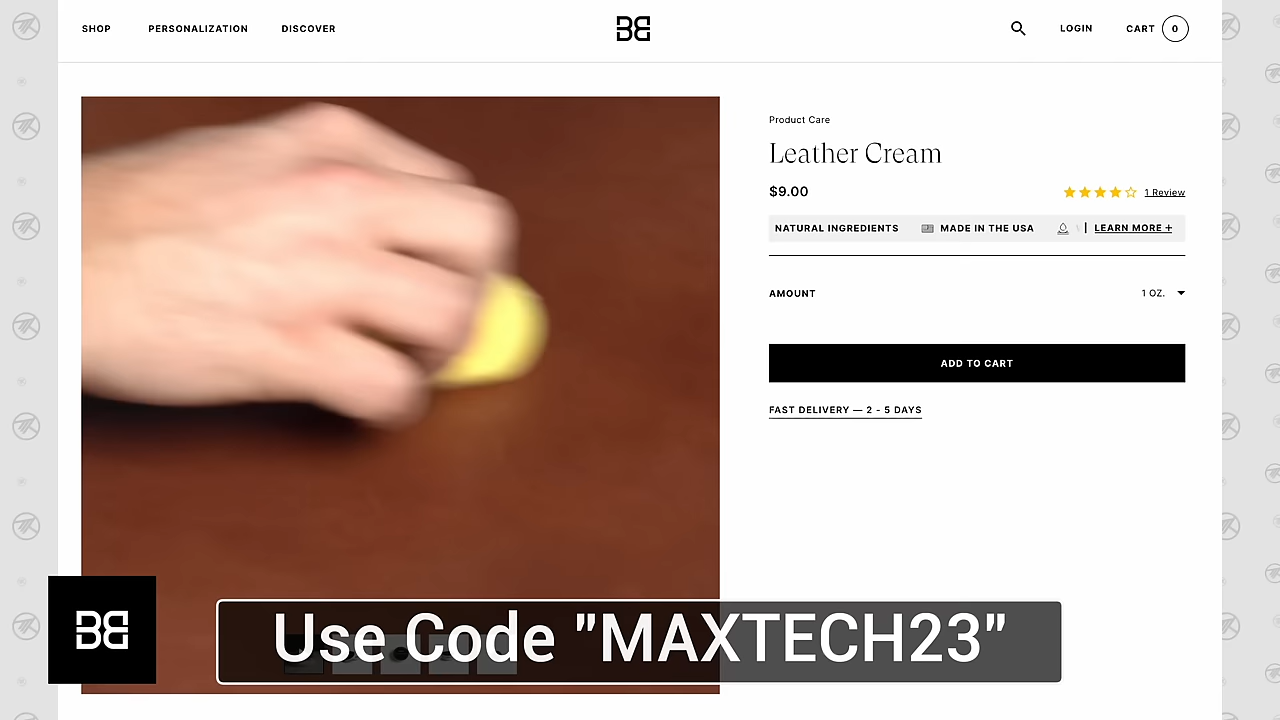 SHOP
PERSONALIZATION
DISCOVER
LOGIN
CART
0
Product Care
Leather Cream
$9.00
1 Review
NATURAL INGREDIENTS
MADE IN THE USA
| LEARN MORE +
AMOUNT
1 OZ.
ADD TO CART
FAST DELIVERY — 2 - 5 DAYS
Use Code "MAXTECH23"